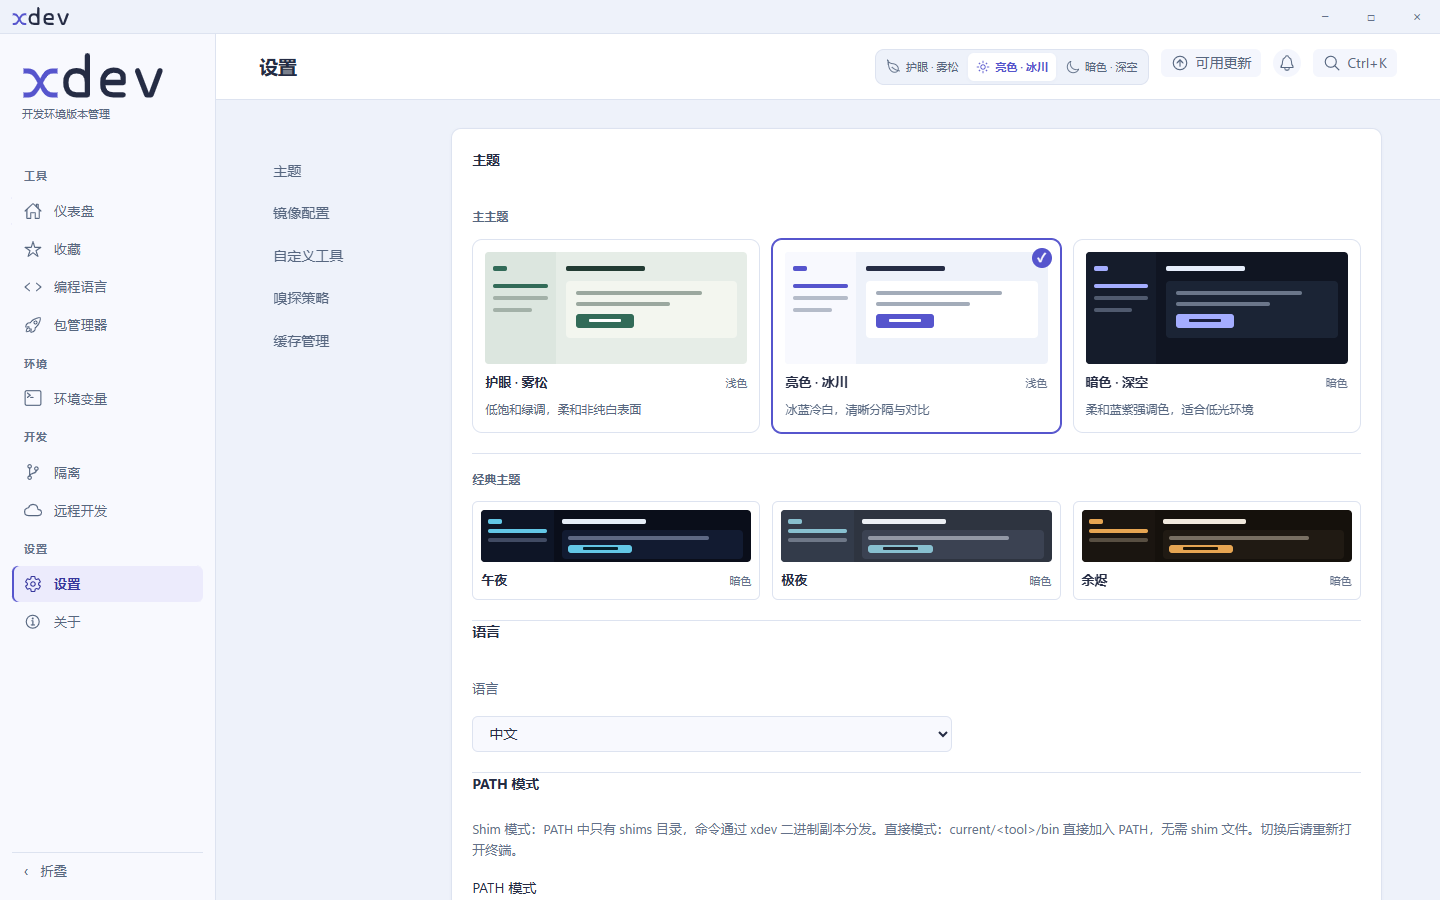 xdev
xdev
开发环境版本管理
工具
仪表盘
收藏
编程语言
包管理器
环境
环境变量
开发
隔离
远程开发
设置
设置
关于
折叠
设置
护眼 · 雾松
亮色 · 冰川
暗色 · 深空
可用更新
Ctrl+K
主题
镜像配置
自定义工具
嗅探策略
缓存管理
主题
主主题
护眼 · 雾松 浅色
低饱和绿调，柔和非纯白表面
亮色 · 冰川 浅色
冰蓝冷白，清晰分隔与对比
暗色 · 深空 暗色
柔和蓝紫强调色，适合低光环境
经典主题
午夜 暗色
极夜 暗色
余烬 暗色
语言
语言
中文
PATH 模式
Shim 模式：PATH 中只有 shims 目录，命令通过 xdev 二进制副本分发。直接模式：current/<tool>/bin 直接加入 PATH，无需 shim 文件。切换后请重新打
开终端。
PATH 模式